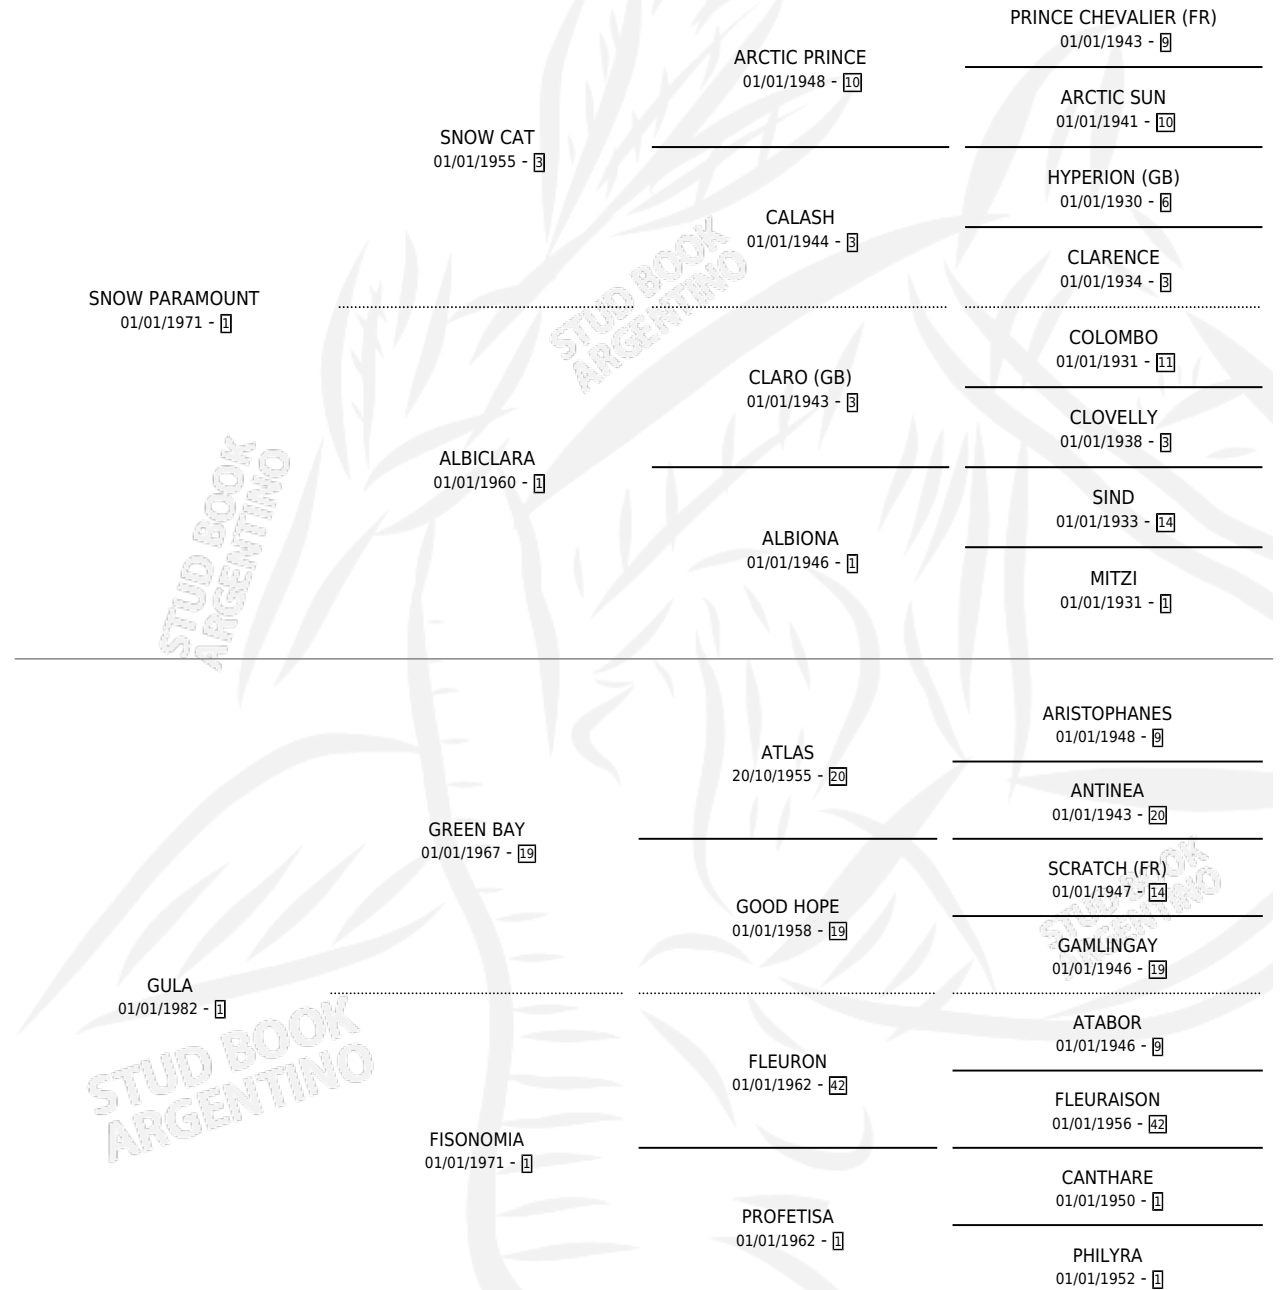 PRINCE CHEVALIER (FR)
01/01/1943 - 9
ARCTIC PRINCE
01/01/1948 - 10
ARCTIC SUN
01/01/1941 - 10
SNOW CAT
01/01/1955 - 3
HYPERION (GB)
01/01/1930 - 6
CALASH
01/01/1944 - 3
CLARENCE
01/01/1934 - 3
SNOW PARAMOUNT
01/01/1971 - 1
COLOMBO
01/01/1931 - 11
CLARO (GB)
01/01/1943 - 3
CLOVELLY
01/01/1938 - 3
ALBICLARA
01/01/1960 - 1
SIND
01/01/1933 - 14
ALBIONA
01/01/1946 - 1
MITZI
01/01/1931 - 1
ARISTOPHANES
01/01/1948 - 9
ATLAS
20/10/1955 - 20
ANTINEA
01/01/1943 - 20
GREEN BAY
01/01/1967 - 19
SCRATCH (FR)
01/01/1947 - 14
GOOD HOPE
01/01/1958 - 19
GAMLINGAY
01/01/1946 - 19
GULA
01/01/1982 - 1
ATABOR
01/01/1946 - 9
FLEURON
01/01/1962 - 42
FLEURAISON
01/01/1956 - 42
FISONOMIA
01/01/1971 - 1
CANTHARE
01/01/1950 - 1
PROFETISA
01/01/1962 - 1
PHILYRA
01/01/1952 - 1
STUD BOOK
ARGENTINO
STUD BOOK
ARGENTINO
STUD BOOK
ARGENTINO
STUD BOOK
ARGENTINO